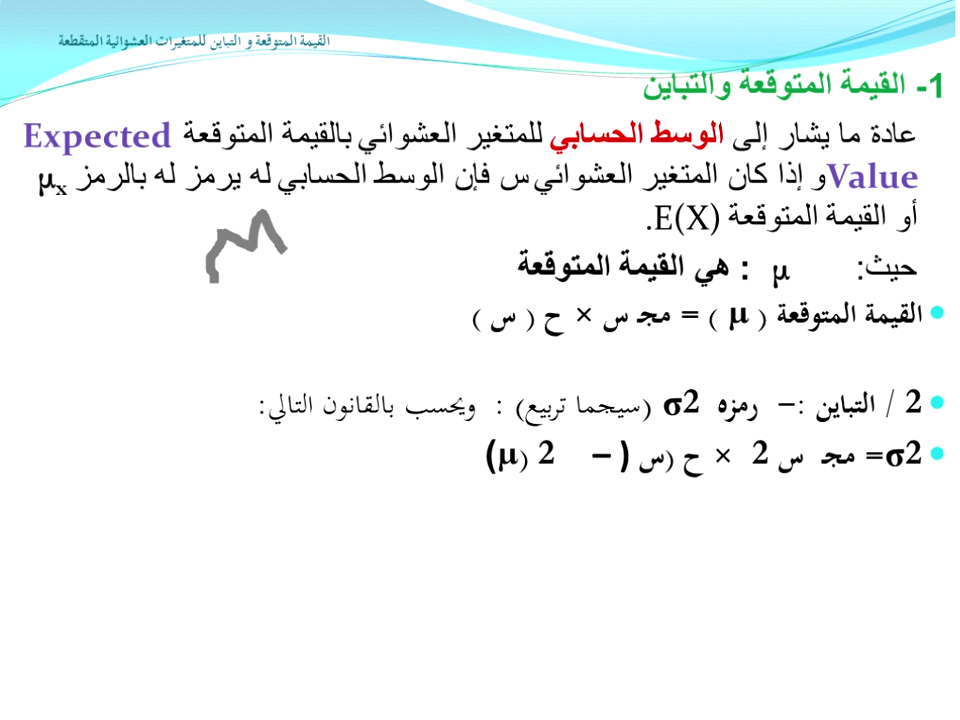 القيمة المتوقعة و التباين للمتغيرات العشوائية المتقطعة
1- القيمة المتوقعة والتباين
عادة ما يشار إلى الوسط الحسابي للمتغير العشوائي بالقيمة المتوقعة Expected
Value و إذا كان المتغير العشوائي س فإن الوسط الحسابي له يرمز له بالرمز μx
أو القيمة المتوقعة E(X).
حيث: μ : هي القيمة المتوقعة
القيمة المتوقعة ( μ ) = مجـ س × ح ( س )
2 / التباين :– رمزه σ2 (سيجما تربيع) : ويحسب بالقانون التالي:
σ2= مجـ س 2 × ح (س ) – 2 (μ)